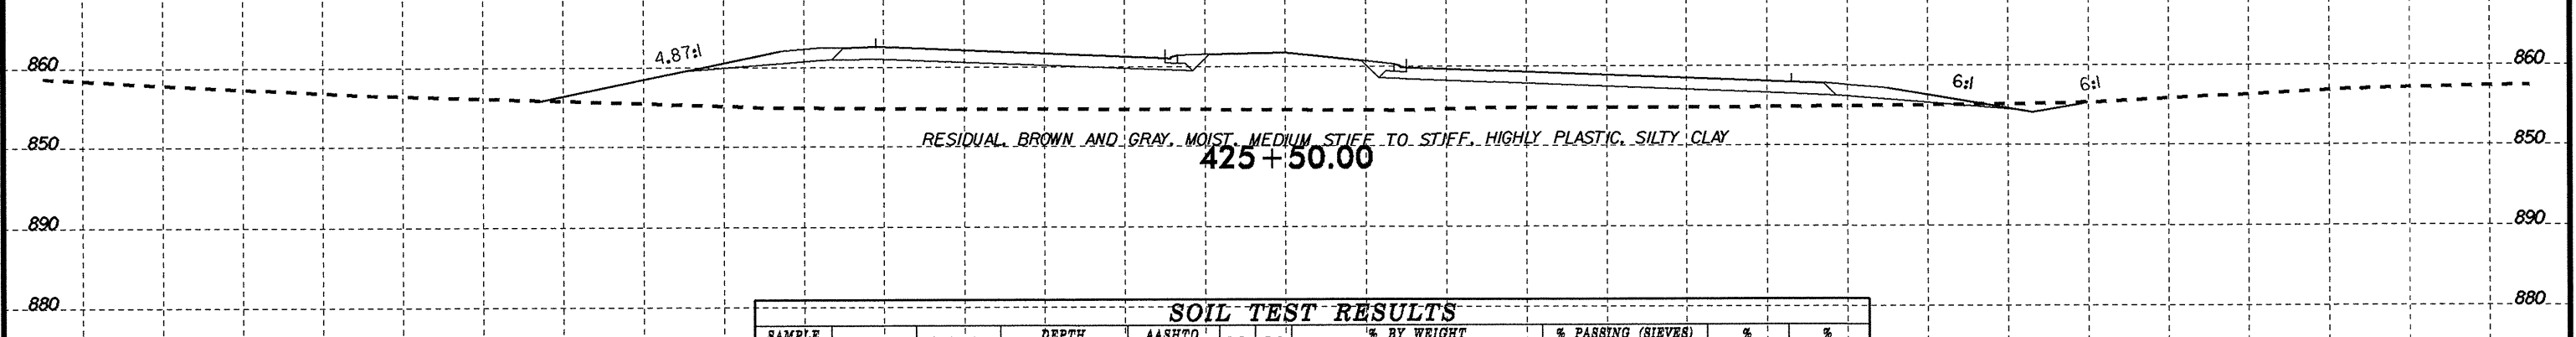 4.87:1
860 860
6:1 6:1
RESIDUAL, BROWN AND GRAY, MOIST, MEDIUM STIFF TO STIFF, HIGHLY PLASTIC, SILTY CLAY
850 850
425+50.00
890 890
880 880
SOIL TEST RESULTS
SAMPLE DEPTH AASHTO % BY WEIGHT % PASSING (SIEVES) % %